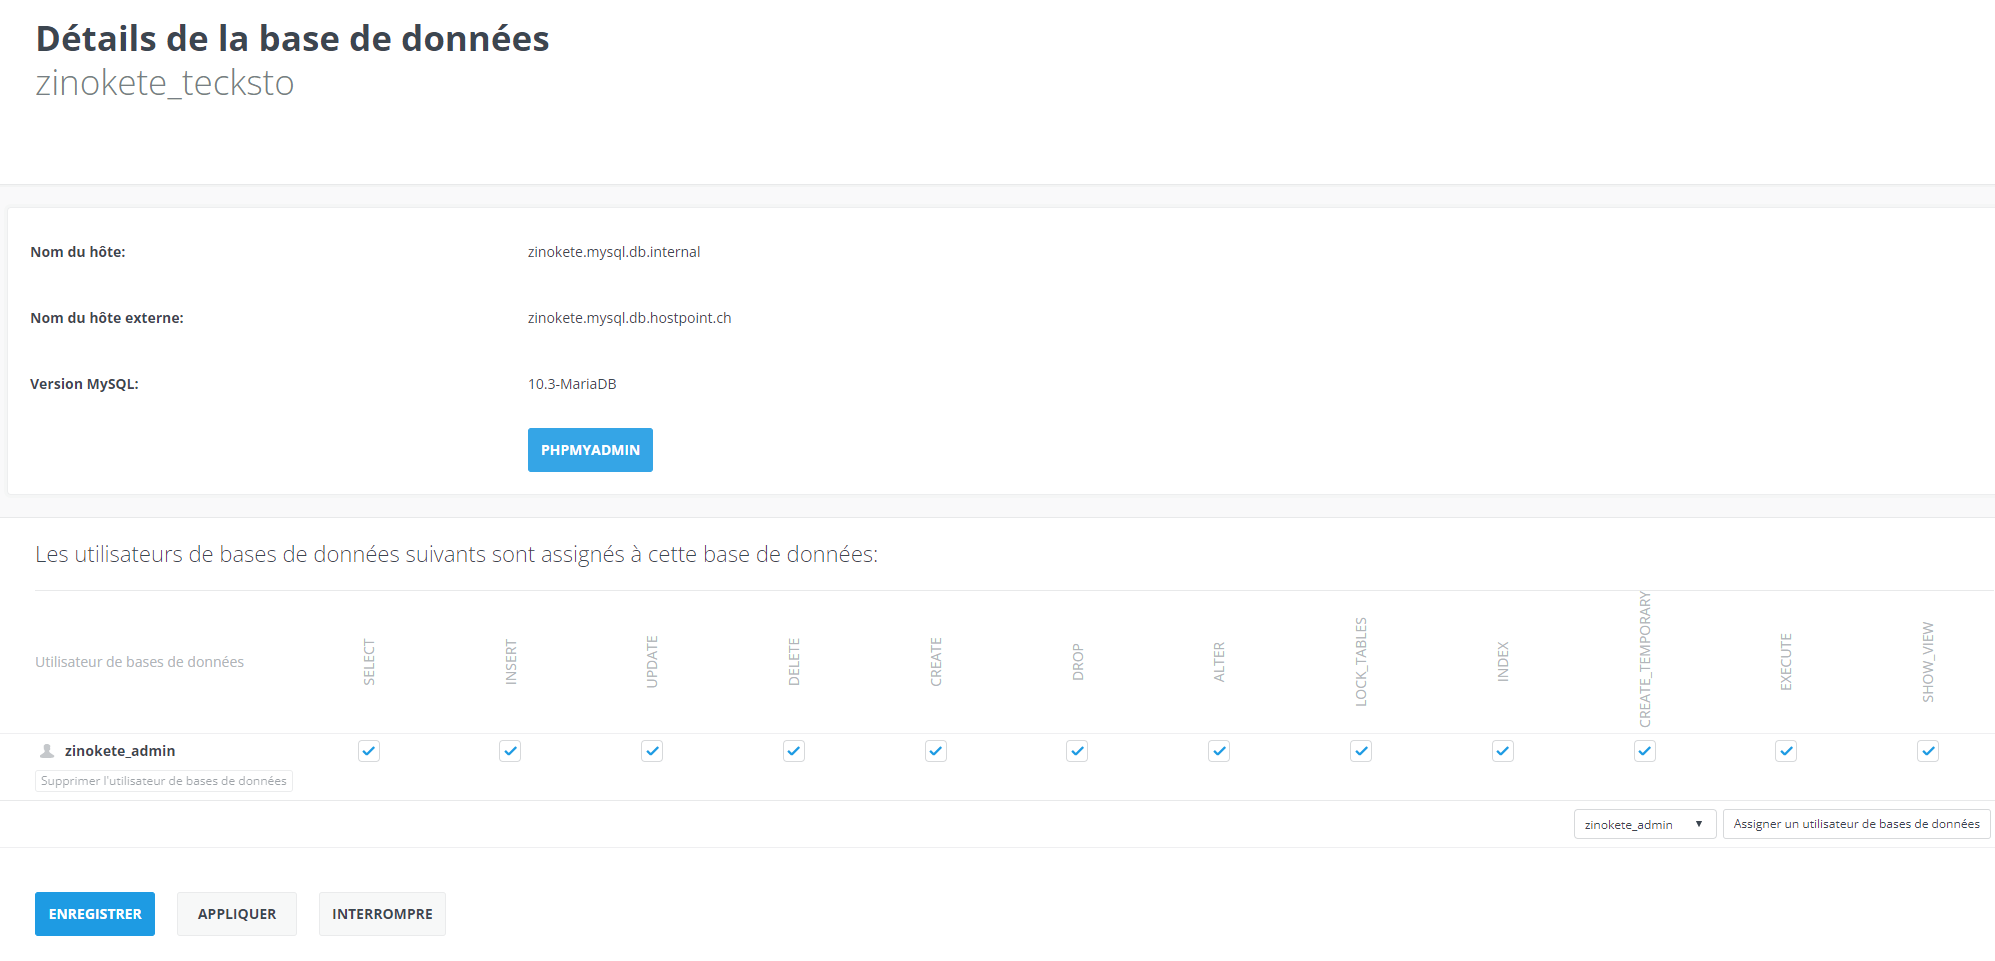 Détails de la base de données
zinokete_tecksto
Nom du hôte: zinokete.mysql.db.internal
Nom du hôte externe: zinokete.mysql.db.hostpoint.ch
Version MySQL: 10.3-MariaDB
PHPMYADMIN
Les utilisateurs de bases de données suivants sont assignés à cette base de données:
Utilisateur de bases de données SELECT INSERT UPDATE DELETE CREATE DROP ALTER LOCK_TABLES INDEX CREATE_TEMPORARY EXECUTE SHOW_VIEW
zinokete_admin
Supprimer l'utilisateur de bases de données
zinokete_admin Assigner un utilisateur de bases de données
ENREGISTRER APPLIQUER INTERROMPRE